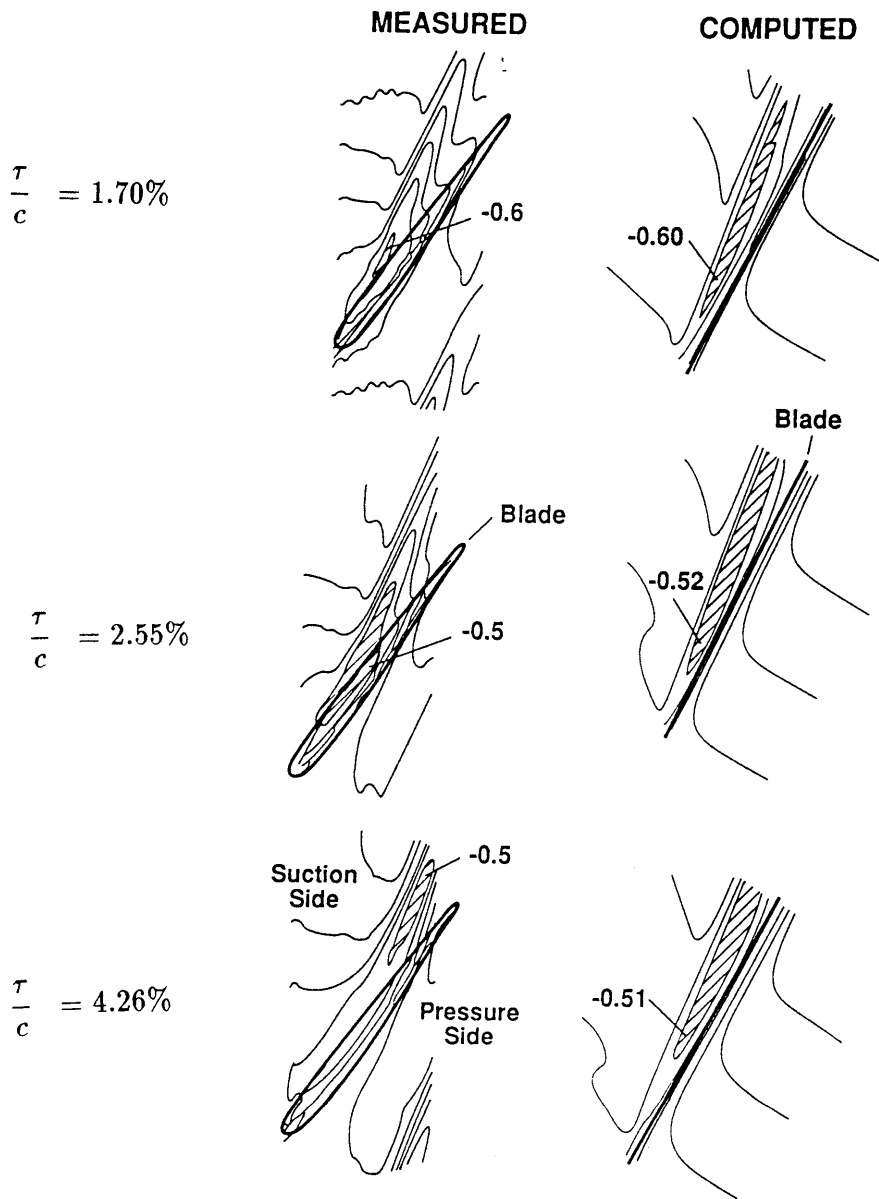 MEASURED
COMPUTED
τ/c = 1.70%
-0.6
-0.60
Blade
Blade
τ/c = 2.55%
-0.52
-0.5
-0.5
Suction
Side
τ/c = 4.26%
-0.51
Pressure
Side